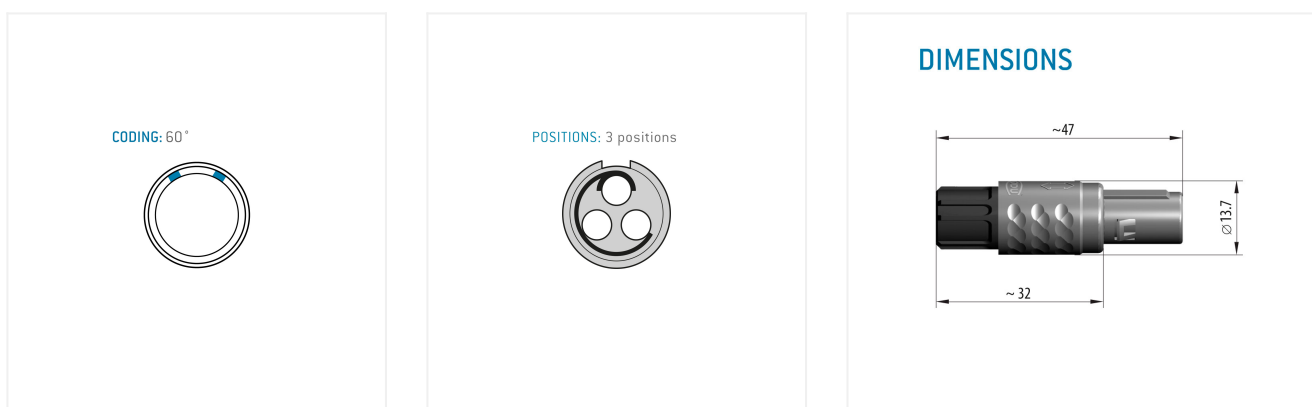 CODING: 60°
POSITIONS: 3 positions
DIMENSIONS
~47
⌀13.7
~ 32